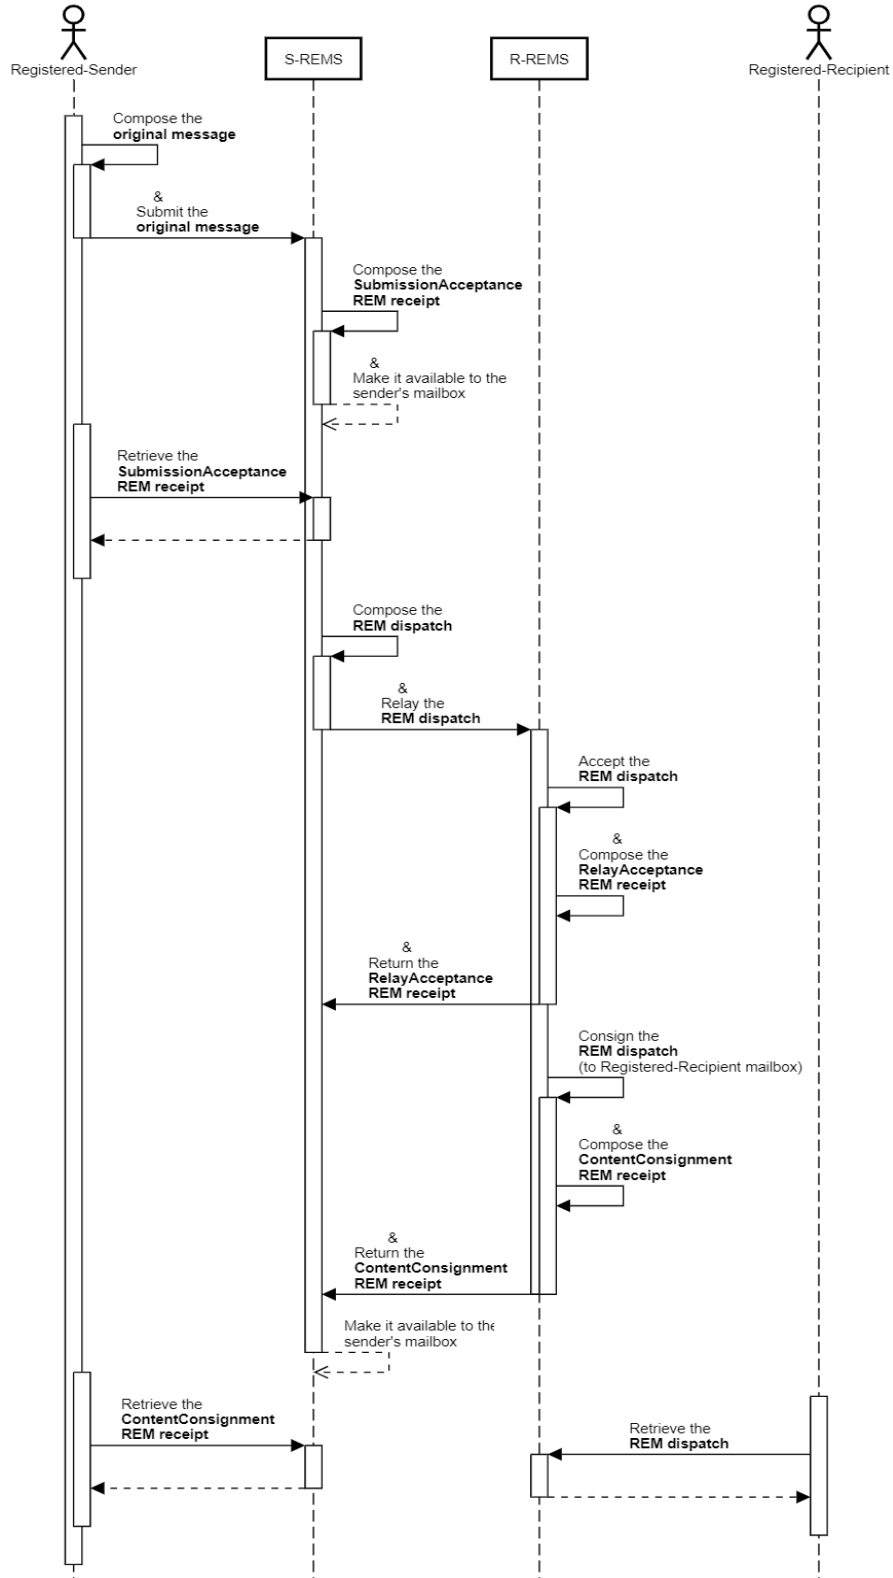 Registered-Sender
S-REMS
R-REMS
Registered-Recipient
Compose the
original message
&
Submit the
original message
Compose the
SubmissionAcceptance
REM receipt
&
Make it available to the
sender's mailbox
Retrieve the
SubmissionAcceptance
REM receipt
Compose the
REM dispatch
&
Relay the
REM dispatch
Accept the
REM dispatch
&
Compose the
RelayAcceptance
REM receipt
&
Return the
RelayAcceptance
REM receipt
Consign the
REM dispatch
(to Registered-Recipient mailbox)
&
Compose the
ContentConsignment
REM receipt
&
Return the
ContentConsignment
REM receipt
Make it available to the
sender's mailbox
Retrieve the
ContentConsignment
REM receipt
Retrieve the
REM dispatch